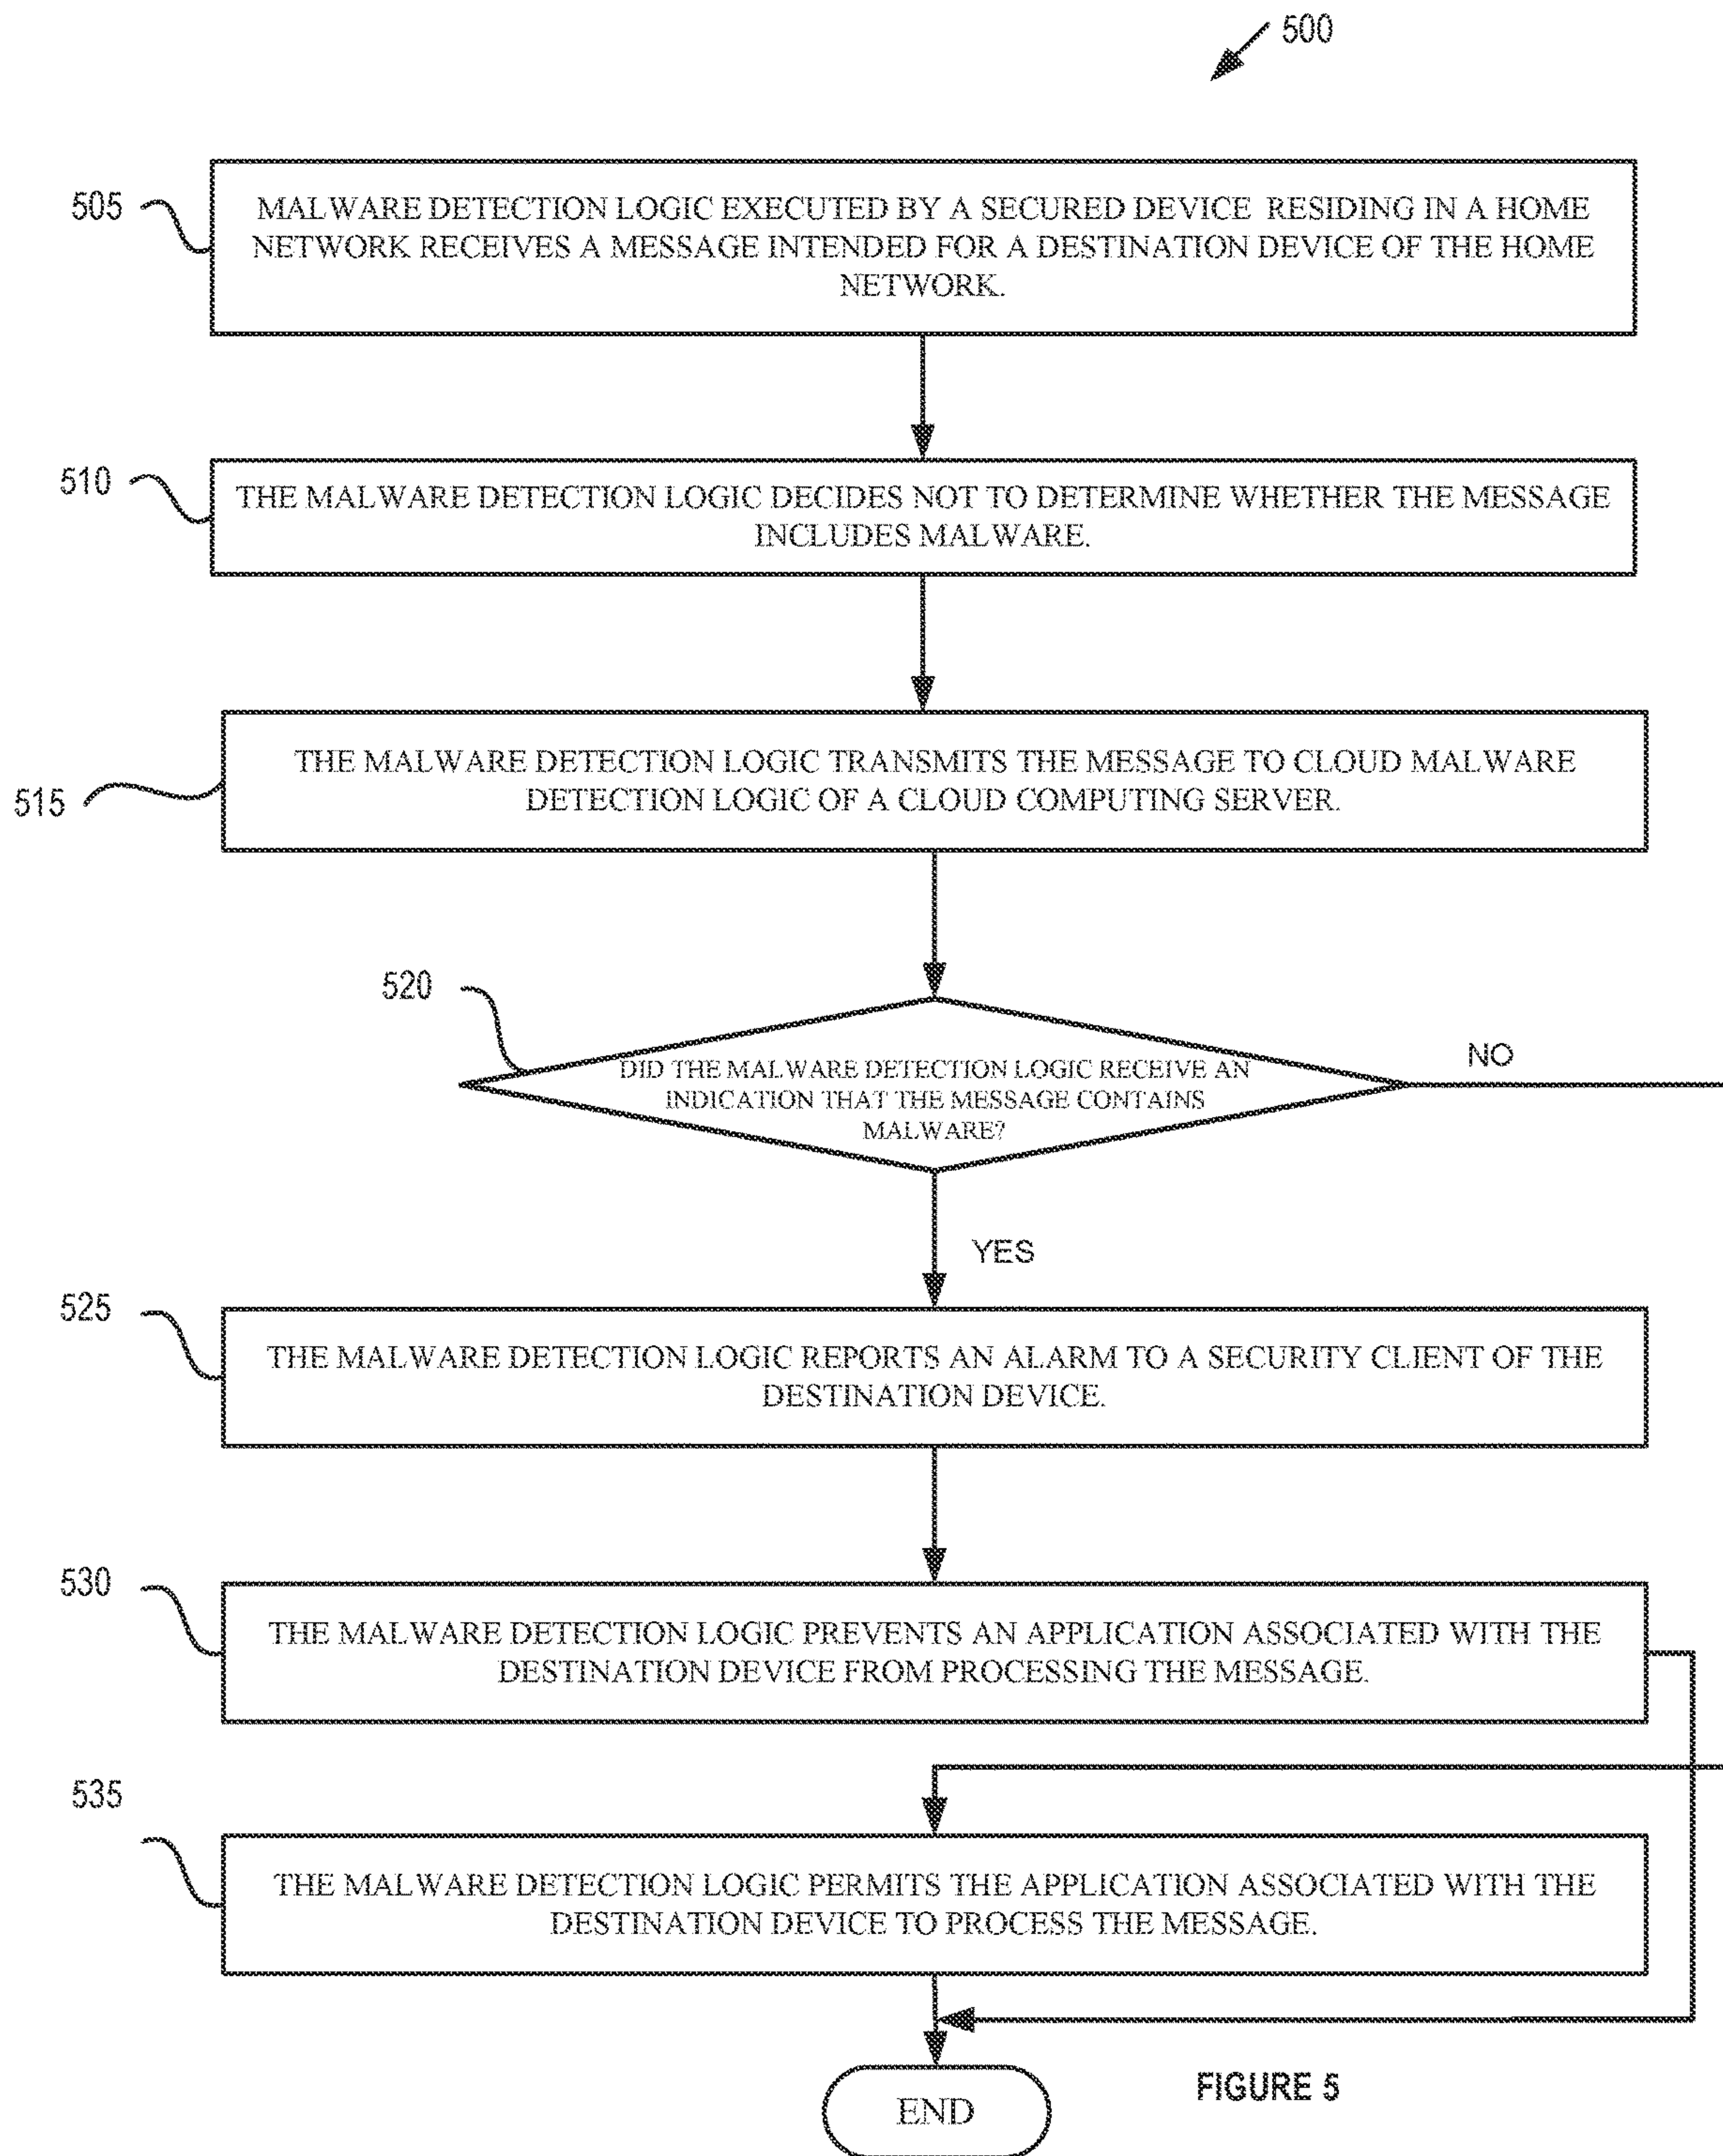 500
505
MALWARE DETECTION LOGIC EXECUTED BY A SECURED DEVICE RESIDING IN A HOME
NETWORK RECEIVES A MESSAGE INTENDED FOR A DESTINATION DEVICE OF THE HOME
NETWORK.
510
THE MALWARE DETECTION LOGIC DECIDES NOT TO DETERMINE WHETHER THE MESSAGE
INCLUDES MALWARE.
515
THE MALWARE DETECTION LOGIC TRANSMITS THE MESSAGE TO CLOUD MALWARE
DETECTION LOGIC OF A CLOUD COMPUTING SERVER.
520
DID THE MALWARE DETECTION LOGIC RECEIVE AN
INDICATION THAT THE MESSAGE CONTAINS
MALWARE?
NO
YES
525
THE MALWARE DETECTION LOGIC REPORTS AN ALARM TO A SECURITY CLIENT OF THE
DESTINATION DEVICE.
530
THE MALWARE DETECTION LOGIC PREVENTS AN APPLICATION ASSOCIATED WITH THE
DESTINATION DEVICE FROM PROCESSING THE MESSAGE.
535
THE MALWARE DETECTION LOGIC PERMITS THE APPLICATION ASSOCIATED WITH THE
DESTINATION DEVICE TO PROCESS THE MESSAGE.
END
FIGURE 5